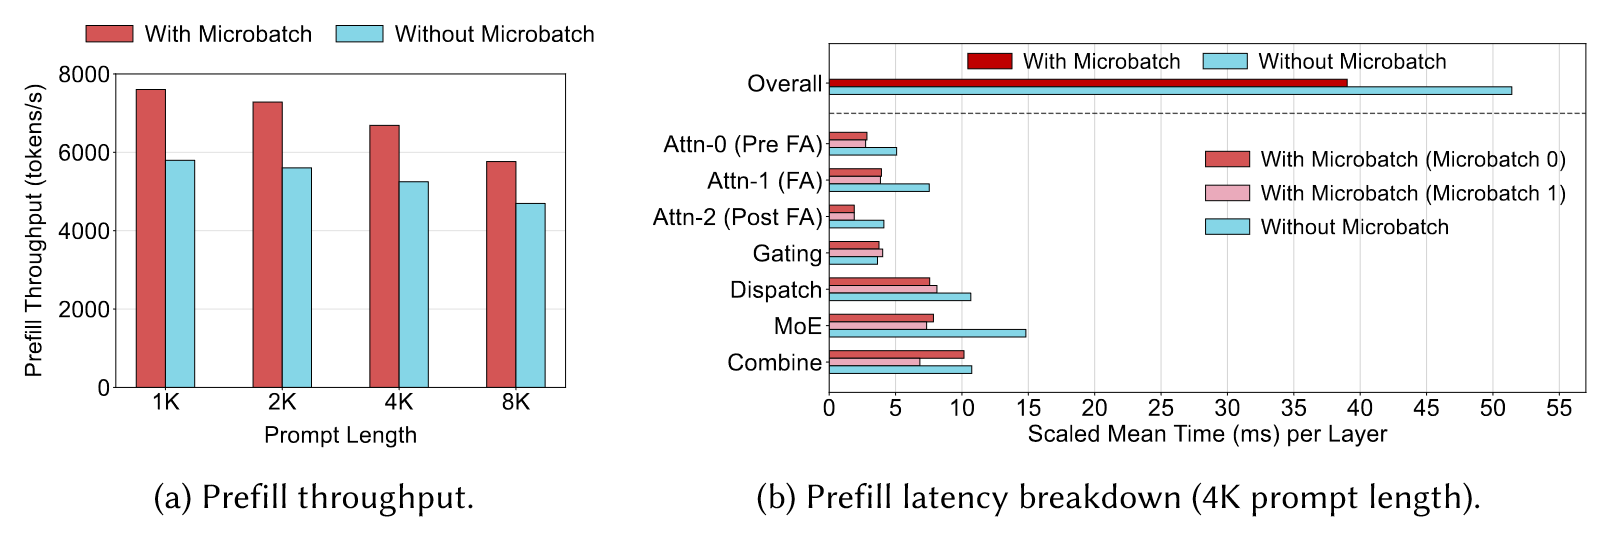 With Microbatch
Without Microbatch
Prefill Throughput (tokens/s)
8000
6000
4000
2000
0
1K 2K 4K 8K
Prompt Length
(a) Prefill throughput.
With Microbatch
Without Microbatch
Overall
Attn-0 (Pre FA)
Attn-1 (FA)
Attn-2 (Post FA)
Gating
Dispatch
MoE
Combine
With Microbatch (Microbatch 0)
With Microbatch (Microbatch 1)
Without Microbatch
0 5 10 15 20 25 30 35 40 45 50 55
Scaled Mean Time (ms) per Layer
(b) Prefill latency breakdown (4K prompt length).